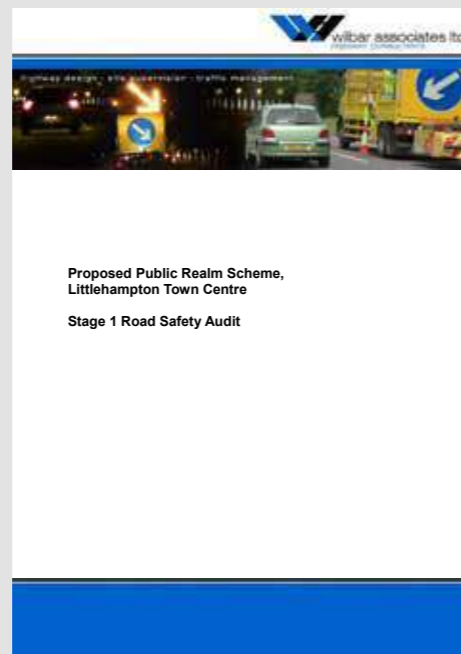 wilbar associates ltd
highway design - site supervision - traffic management
Proposed Public Realm Scheme,
Littlehampton Town Centre
Stage 1 Road Safety Audit